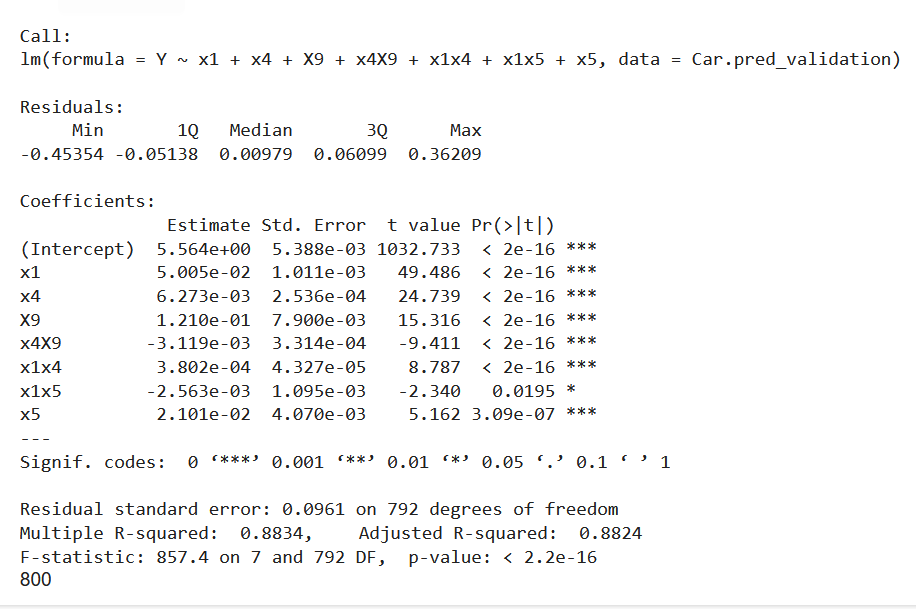 Call:
lm(formula = Y ~ x1 + x4 + X9 + x4X9 + x1x4 + x1x5 + x5, data = Car.pred_validation)
Residuals:
Min 1Q Median 3Q Max
-0.45354 -0.05138 0.00979 0.06099 0.36209
Coefficients:
Estimate Std. Error t value Pr(>|t|)
(Intercept) 5.564e+00 5.388e-03 1032.733 < 2e-16 ***
x1 5.005e-02 1.011e-03 49.486 < 2e-16 ***
x4 6.273e-03 2.536e-04 24.739 < 2e-16 ***
X9 1.210e-01 7.900e-03 15.316 < 2e-16 ***
x4X9 -3.119e-03 3.314e-04 -9.411 < 2e-16 ***
x1x4 3.802e-04 4.327e-05 8.787 < 2e-16 ***
x1x5 -2.563e-03 1.095e-03 -2.340 0.0195 *
x5 2.101e-02 4.070e-03 5.162 3.09e-07 ***
---
Signif. codes: 0 ‘***’ 0.001 ‘**’ 0.01 ‘*’ 0.05 ‘.’ 0.1 ‘ ’ 1
Residual standard error: 0.0961 on 792 degrees of freedom
Multiple R-squared: 0.8834, Adjusted R-squared: 0.8824
F-statistic: 857.4 on 7 and 792 DF, p-value: < 2.2e-16
800